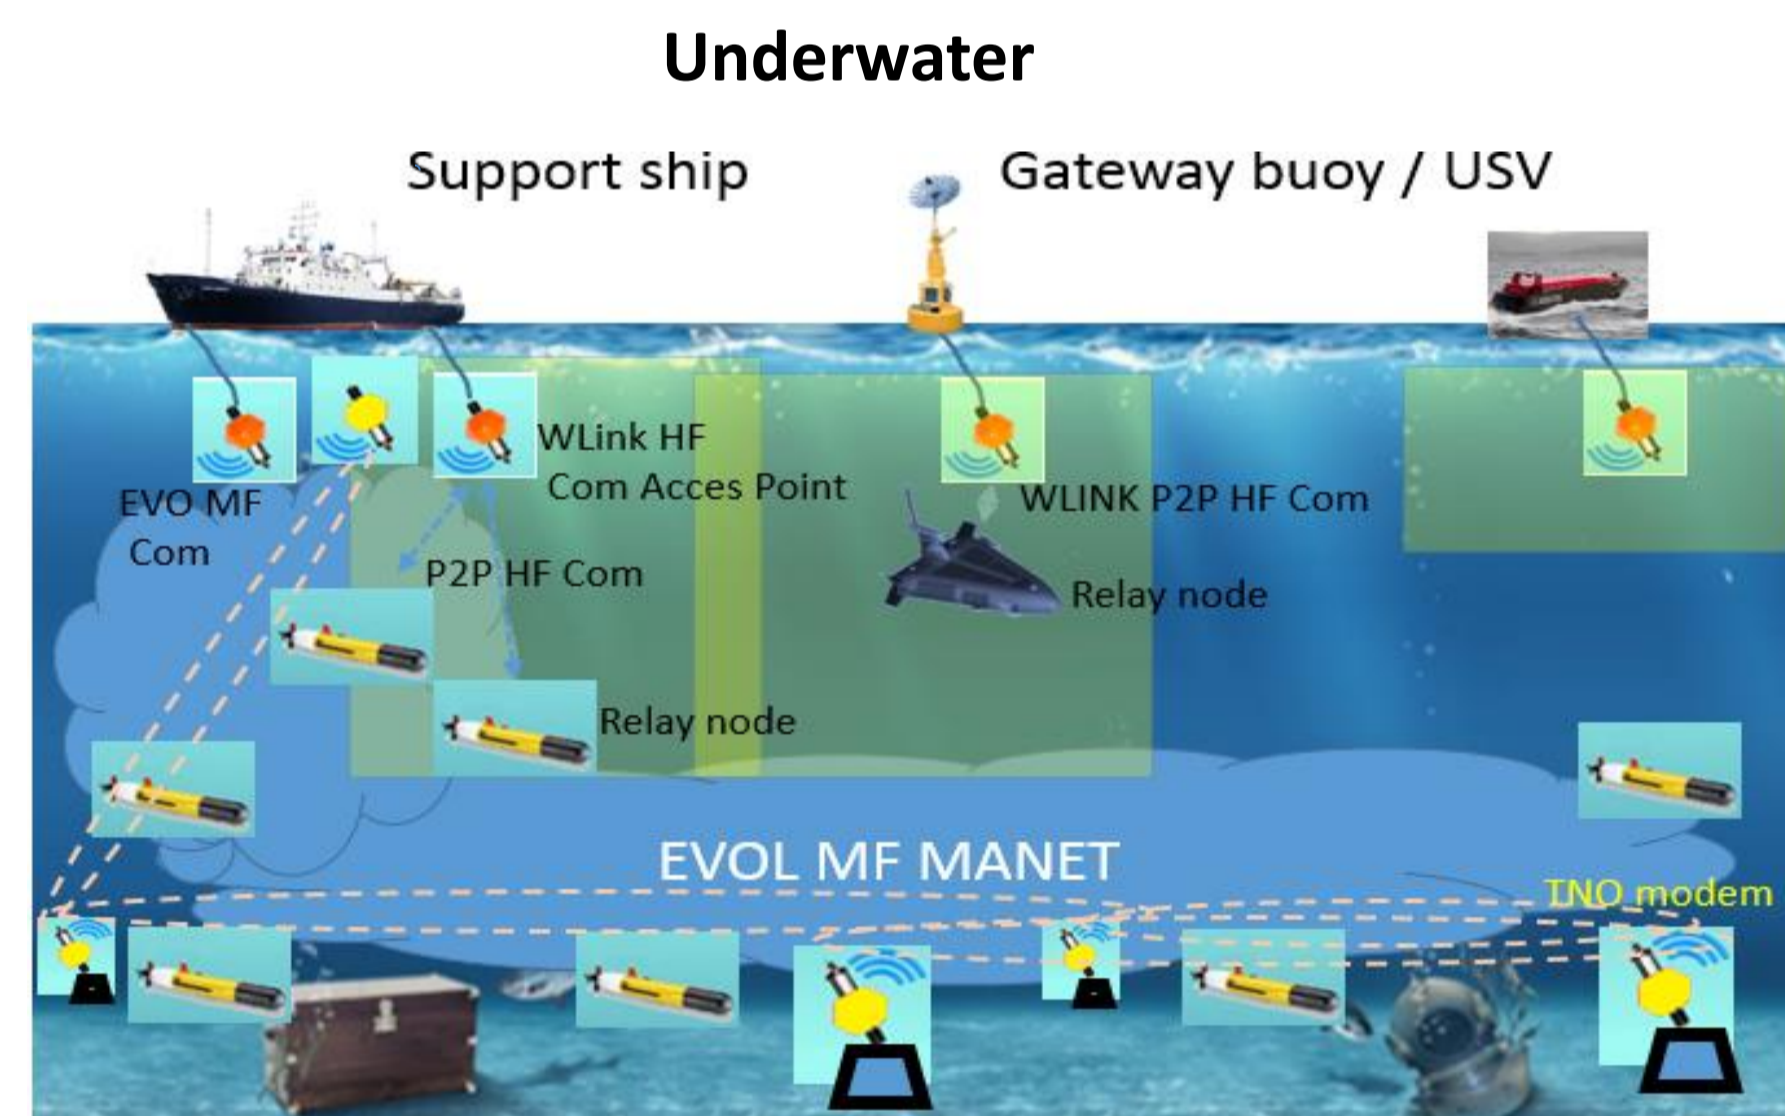 Underwater
Support ship
Gateway buoy / USV
WLink HF
Com Acces Point
EVO MF
Com
WLINK P2P HF Com
P2P HF Com
Relay node
Relay node
EVOL MF MANET
TNO modem